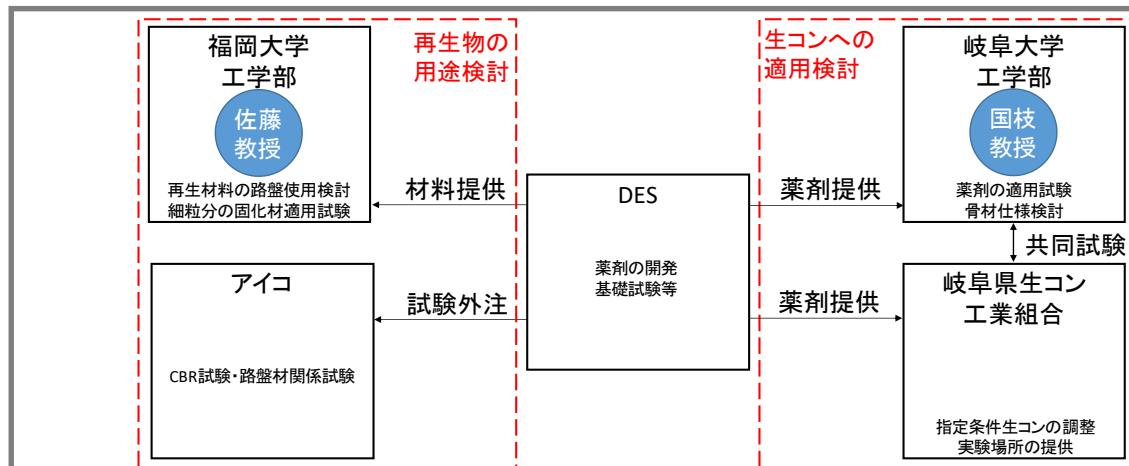 福岡大学
工学部
佐藤
教授
再生材料の路盤使用検討
細粒分の固化材適用試験
再生物の
用途検討
材料提供
アイコ
CBR試験・路盤材関係試験
試験外注
DES
薬剤の開発
基礎試験等
生コンへの
適用検討
薬剤提供
薬剤提供
岐阜大学
工学部
国枝
教授
薬剤の適用試験
骨材仕様検討
共同試験
岐阜県生コン
工業組合
指定条件生コンの調整
実験場所の提供